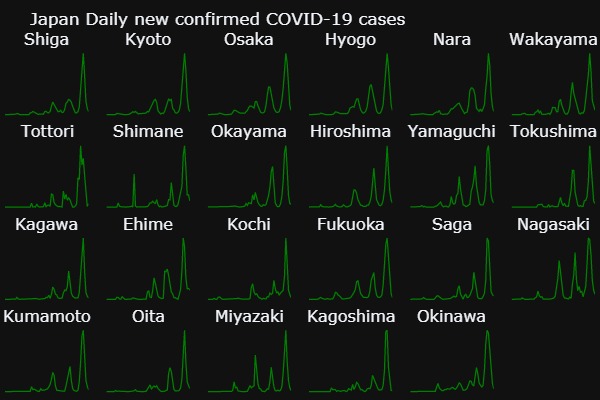 Japan Daily new confirmed COVID-19 cases
Shiga Kyoto Osaka Hyogo Nara Wakayama
Tottori Shimane Okayama Hiroshima Yamaguchi Tokushima
Kagawa Ehime Kochi Fukuoka Saga Nagasaki
Kumamoto Oita Miyazaki Kagoshima Okinawa